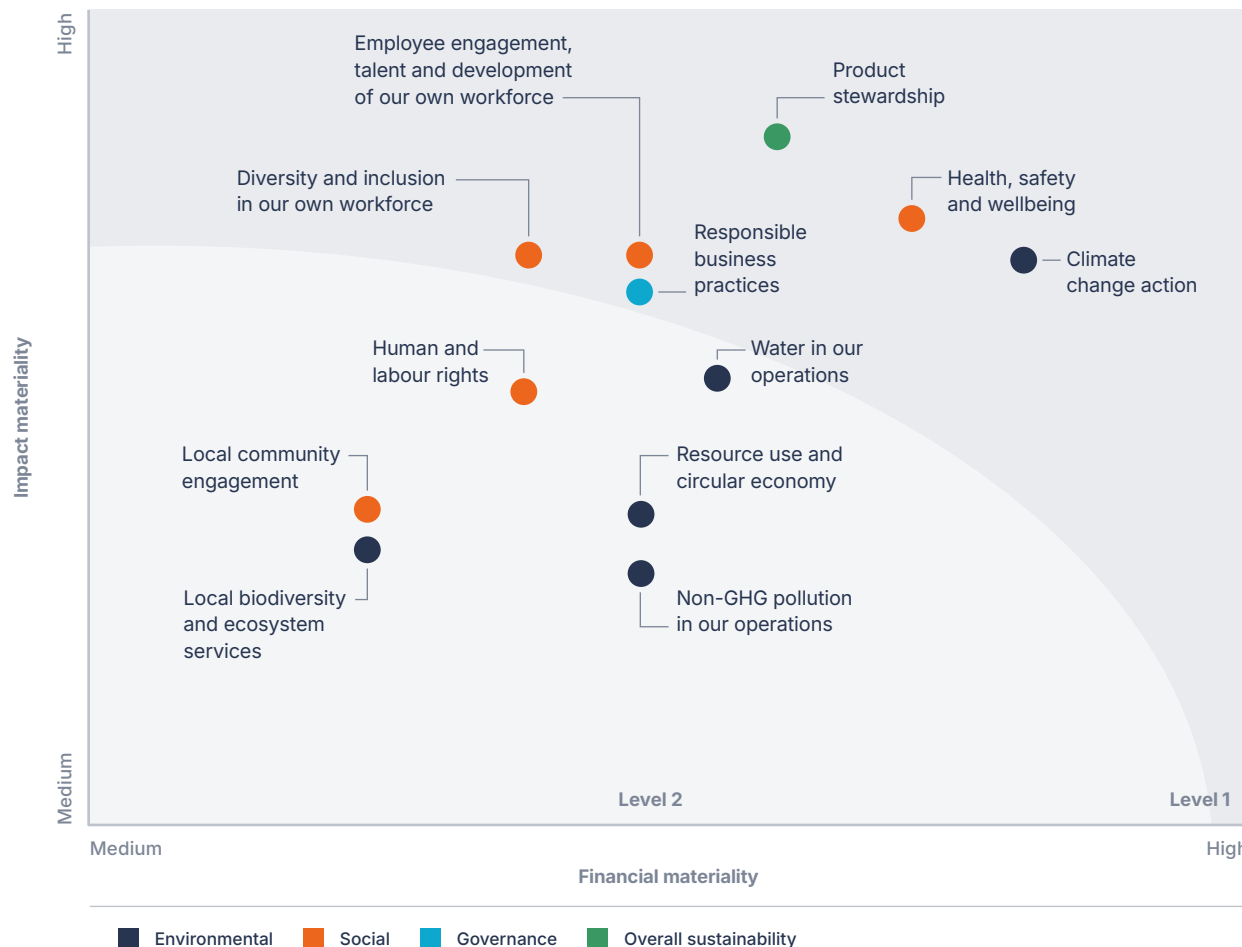 High
Employee engagement,
talent and development
of our own workforce
Product
stewardship
Diversity and inclusion
in our own workforce
Health, safety
and wellbeing
Responsible
business
practices
Climate
change action
Human and
labour rights
Water in our
operations
Impact materiality
Local community
engagement
Resource use and
circular economy
Local biodiversity
and ecosystem
services
Non-GHG pollution
in our operations
Medium
Level 2
Level 1
Medium
High
Financial materiality
Environmental
Social
Governance
Overall sustainability